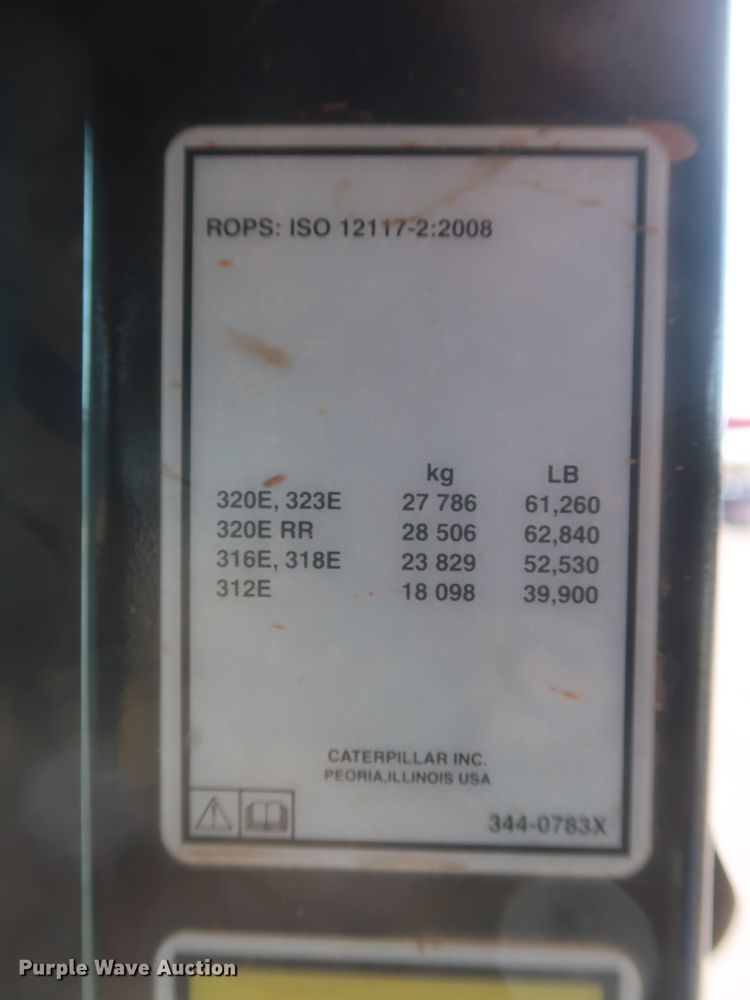 ROPS: ISO 12117-2:2008
kg LB
320E, 323E 27 786 61,260
320E RR 28 506 62,840
316E, 318E 23 829 52,530
312E 18 098 39,900
CATERPILLAR INC.
PEORIA,ILLINOIS USA
344-0783X
Purple Wave Auction